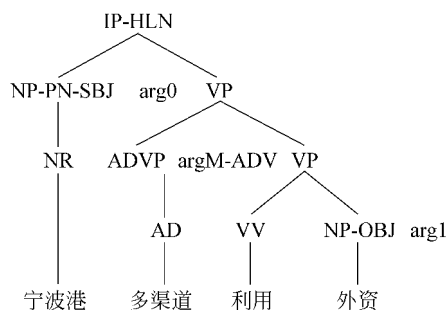 IP-HLN
NP-PN-SBJ arg0 VP
NR ADVP argM-ADV VP
AD VV NP-OBJ arg1
宁波港 多渠道 利用 外资